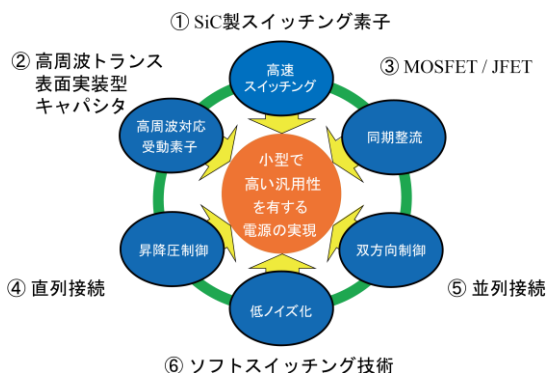 ① SiC製スイッチング素子
② 高周波トランス
表面実装型
キャパシタ
高速
スイッチング
③ MOSFET / JFET
高周波対応
受動素子
同期整流
小型で
高い汎用性
を有する
電源の実現
昇降圧制御
双方向制御
④ 直列接続
⑤ 並列接続
低ノイズ化
⑥ ソフトスイッチング技術